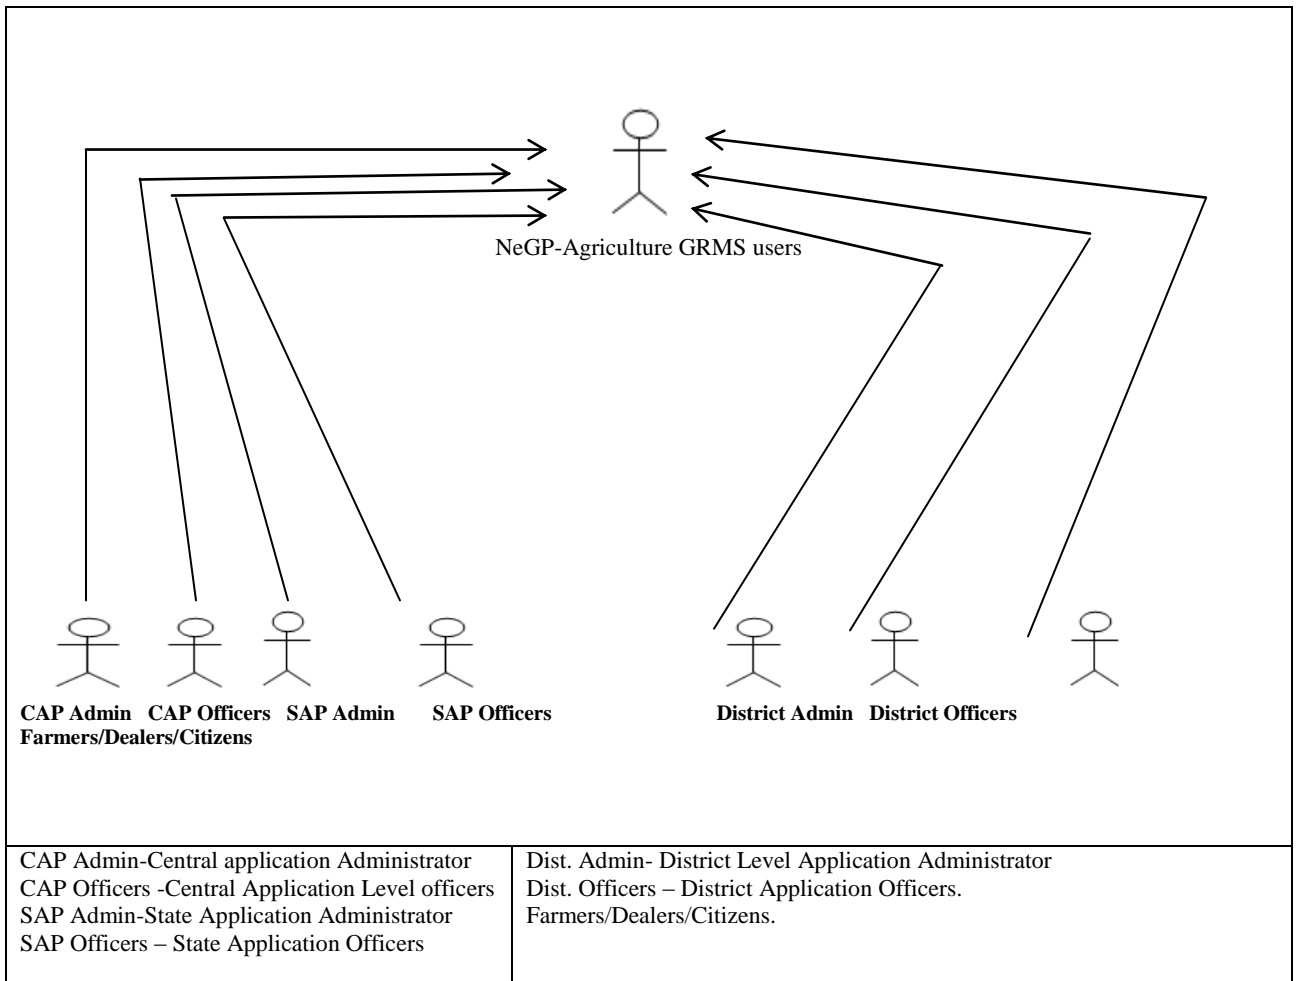 NeGP-Agriculture GRMS users
CAP Admin CAP Officers SAP Admin SAP Officers District Admin District Officers
Farmers/Dealers/Citizens
CAP Admin-Central application Administrator
CAP Officers -Central Application Level officers
SAP Admin-State Application Administrator
SAP Officers – State Application Officers
Dist. Admin- District Level Application Administrator
Dist. Officers – District Application Officers.
Farmers/Dealers/Citizens.